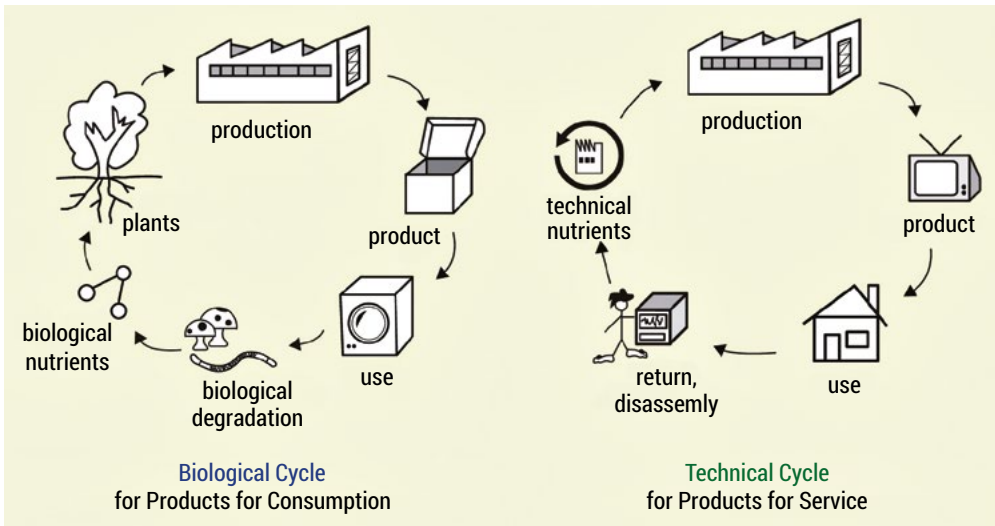 production
plants
product
biological
nutrients
use
biological
degradation
Biological Cycle
for Products for Consumption
production
technical
nutrients
product
return,
disassemly
use
Technical Cycle
for Products for Service